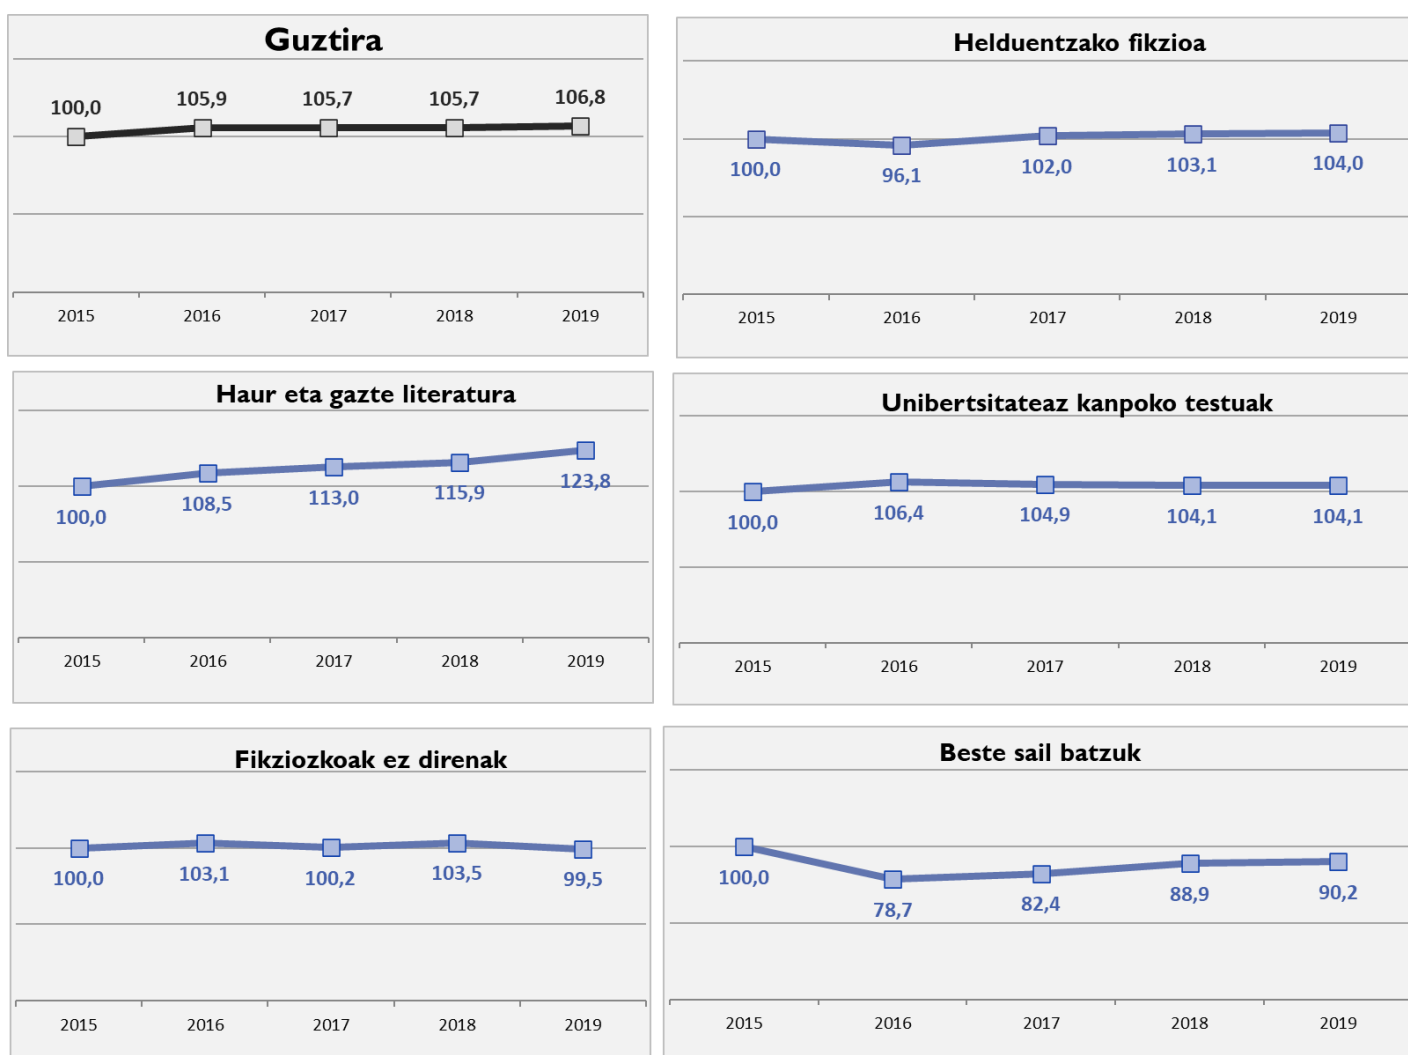 Guztira
100,0 105,9 105,7 105,7 106,8
2015 2016 2017 2018 2019
Helduentzako fikzioa
100,0 96,1 102,0 103,1 104,0
2015 2016 2017 2018 2019
Haur eta gazte literatura
100,0 108,5 113,0 115,9 123,8
2015 2016 2017 2018 2019
Unibertsitateaz kanpoko testuak
100,0 106,4 104,9 104,1 104,1
2015 2016 2017 2018 2019
Fikziozkoak ez direnak
100,0 103,1 100,2 103,5 99,5
2015 2016 2017 2018 2019
Beste sail batzuk
100,0 78,7 82,4 88,9 90,2
2015 2016 2017 2018 2019